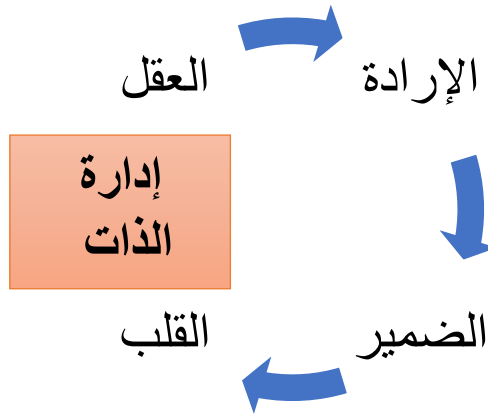 الإرادة
العقل
إدارة
الذات
الضمير
القلب